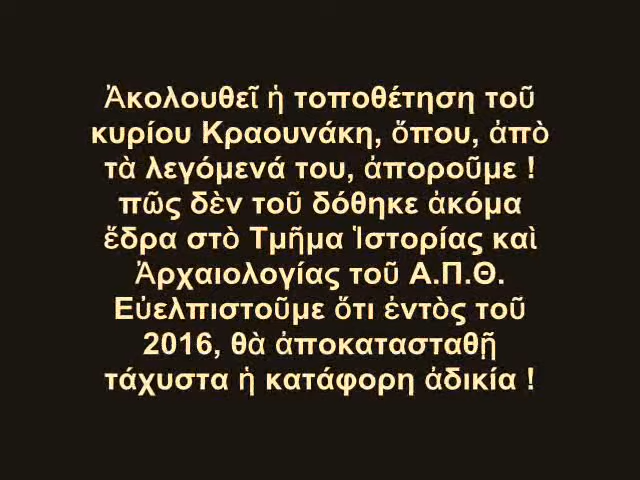 Ἀκολουθεῖ ἡ τοποθέτηση τοῦ
κυρίου Κραουνάκη, ὅπου, ἀπὸ
τὰ λεγόμενά του, ἀποροῦμε !
πῶς δὲν τοῦ δόθηκε ἀκόμα
ἕδρα στὸ Τμῆμα Ἱστορίας καὶ
Ἀρχαιολογίας τοῦ Α.Π.Θ.
Εὐελπιστοῦμε ὅτι ἐντὸς τοῦ
2016, θὰ ἀποκατασταθῇ
τάχυστα ἡ κατάφορη ἀδικία !